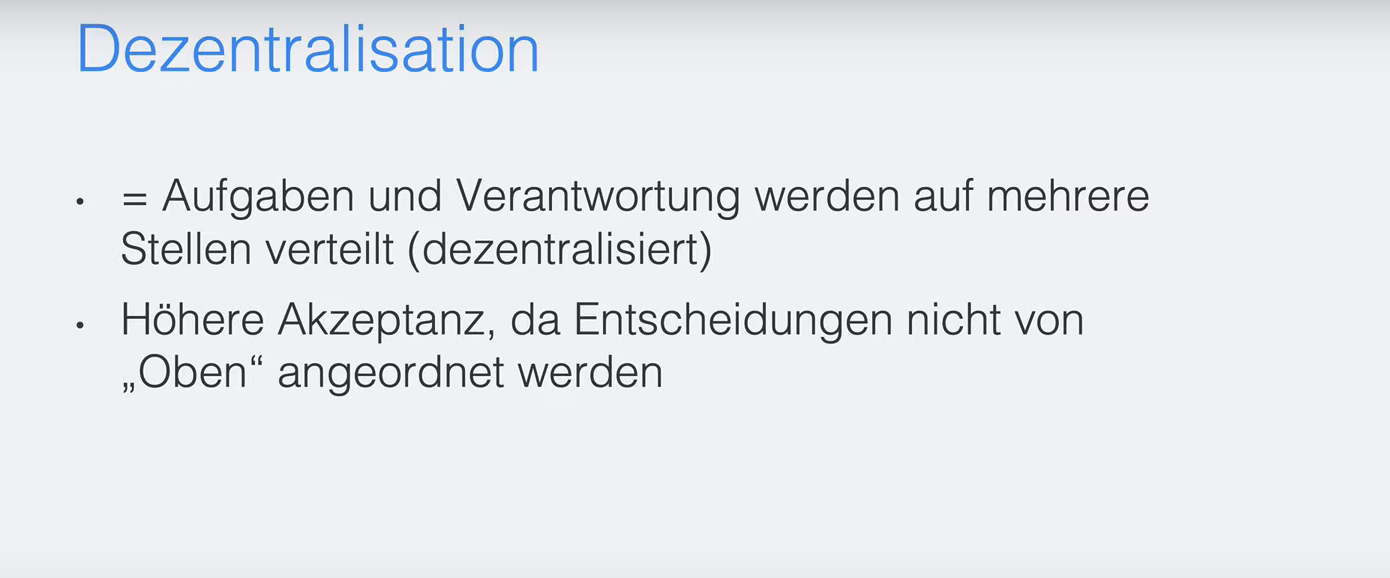 Dezentralisation
• = Aufgaben und Verantwortung werden auf mehrere
Stellen verteilt (dezentralisiert)
• Höhere Akzeptanz, da Entscheidungen nicht von
„Oben“ angeordnet werden